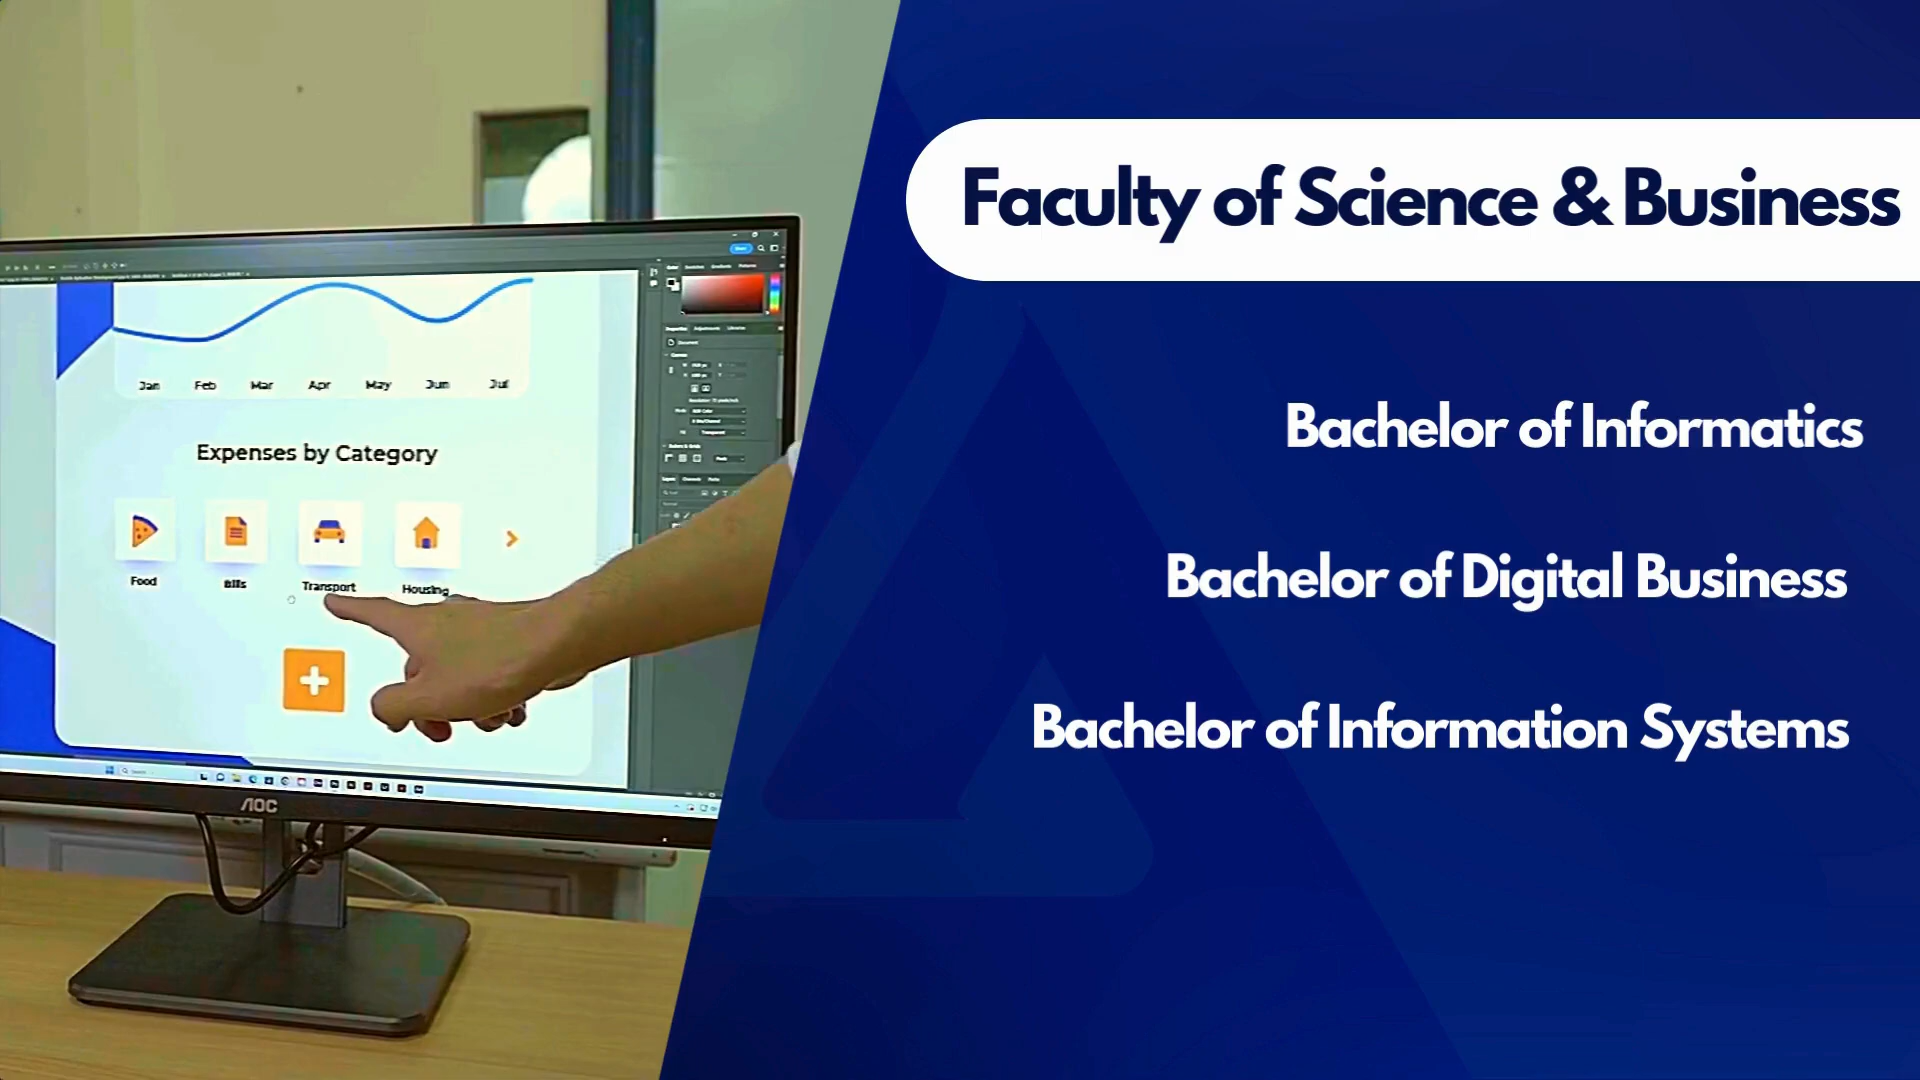 Faculty of Science & Business
Bachelor of Informatics
Bachelor of Digital Business
Bachelor of Information Systems
Jan Feb Mar Apr May Jun Jul
Expenses by Category
Food Bills Transport Housing
AOC